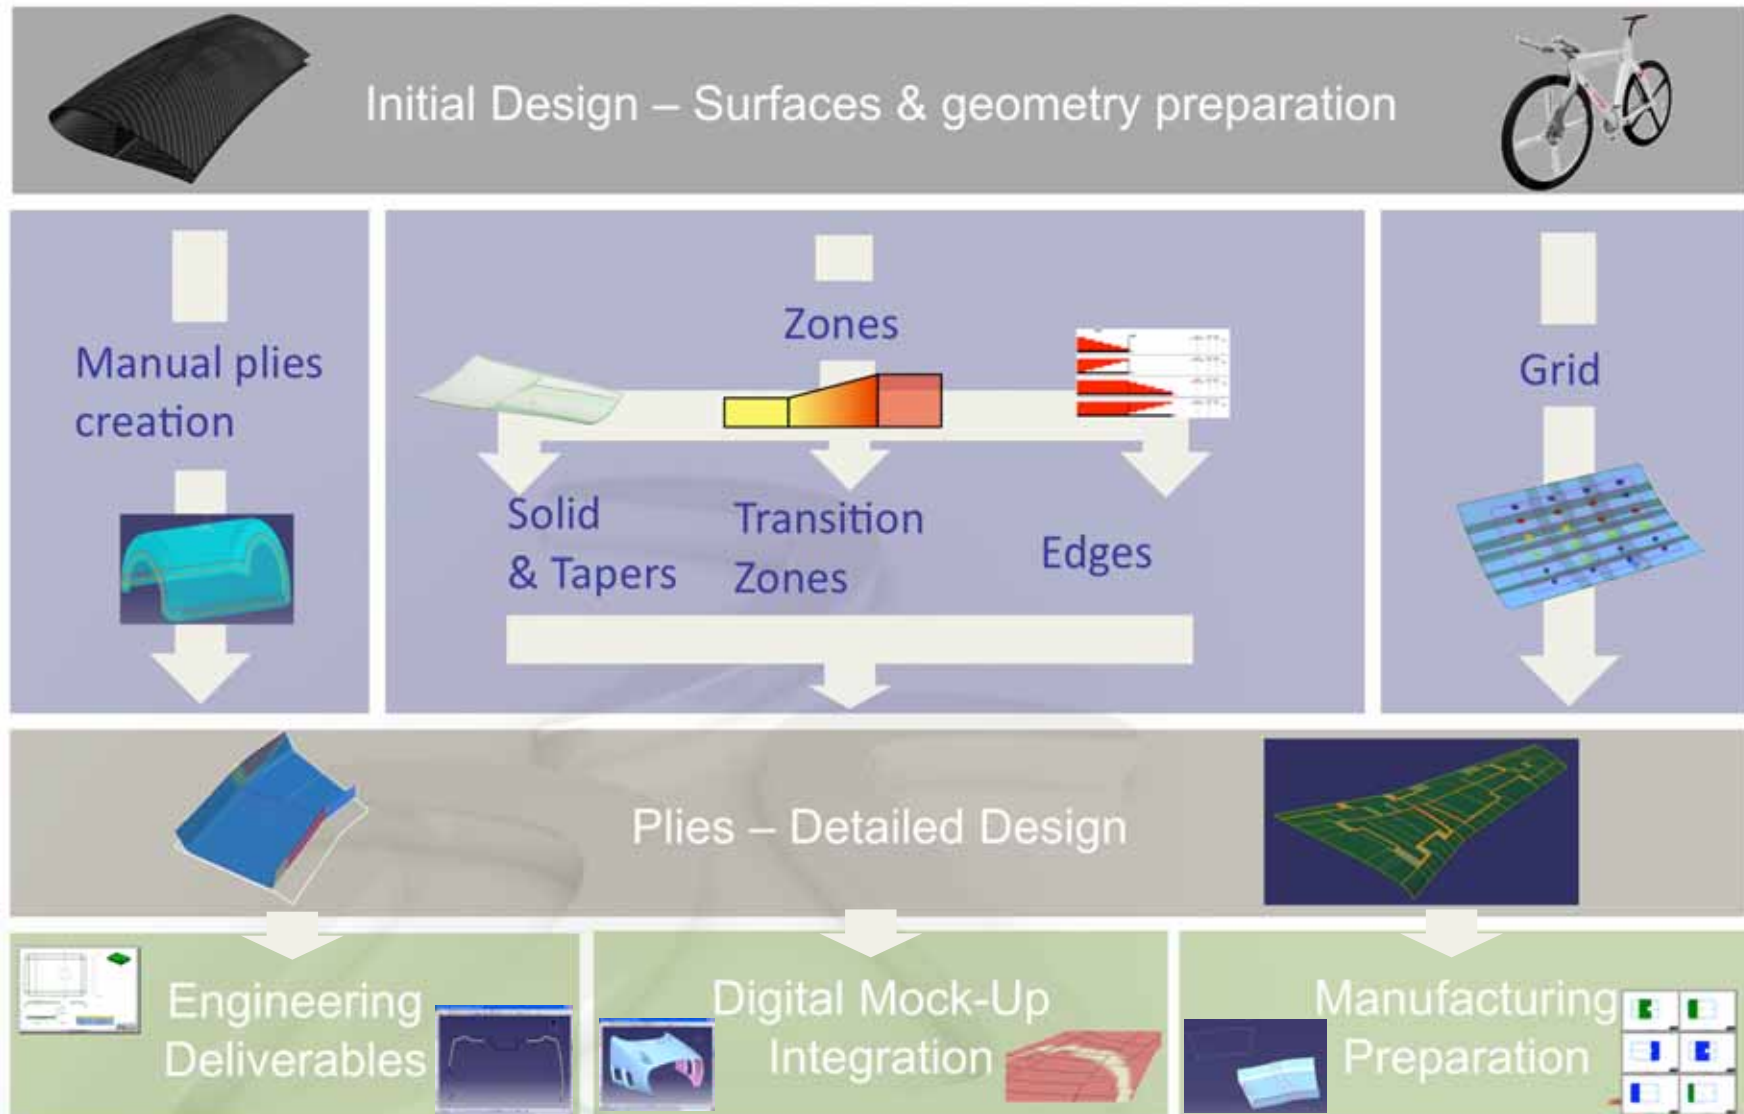 Initial Design – Surfaces & geometry preparation
Manual plies
creation
Zones
Grid
Solid
& Tapers
Transition
Zones
Edges
Plies – Detailed Design
Engineering
Deliverables
Digital Mock-Up
Integration
Manufacturing
Preparation